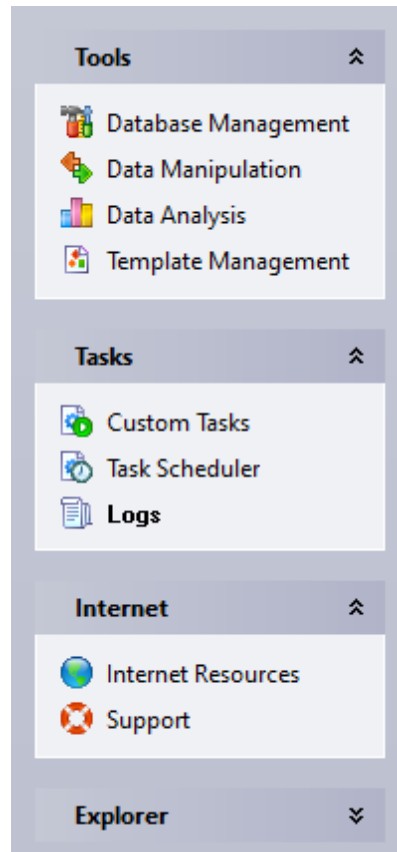 Tools
Database Management
Data Manipulation
Data Analysis
Template Management
Tasks
Custom Tasks
Task Scheduler
Logs
Internet
Internet Resources
Support
Explorer